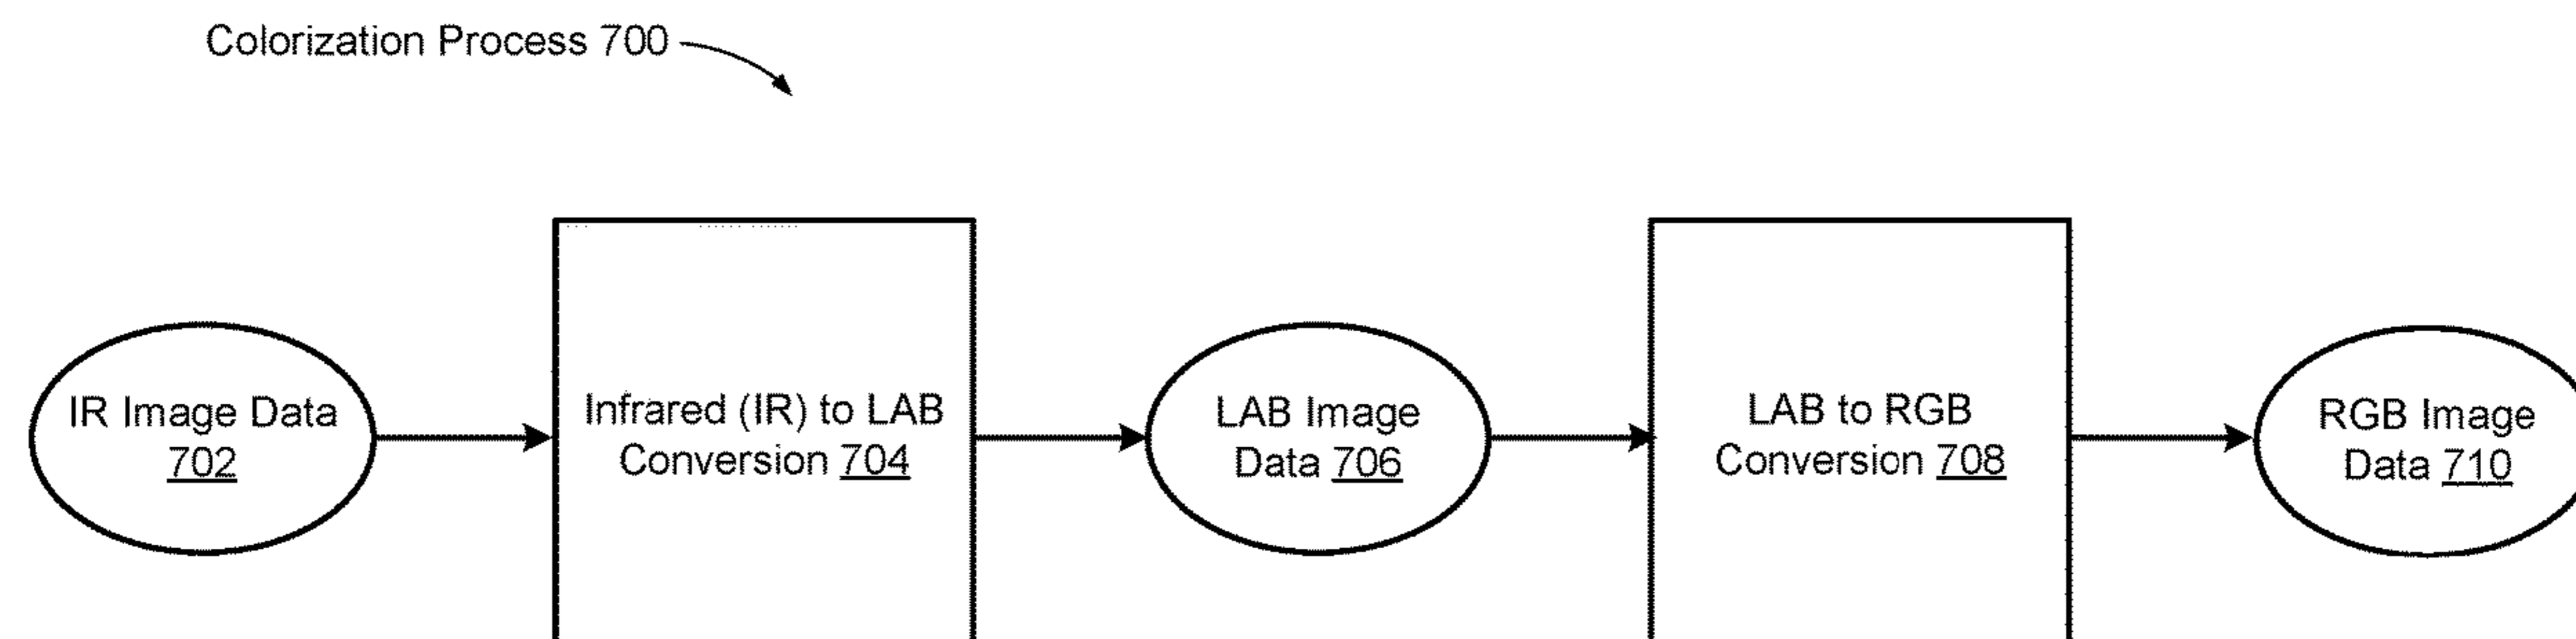 Colorization Process 700
IR Image Data
702
Infrared (IR) to LAB
Conversion 704
LAB Image
Data 706
LAB to RGB
Conversion 708
RGB Image
Data 710